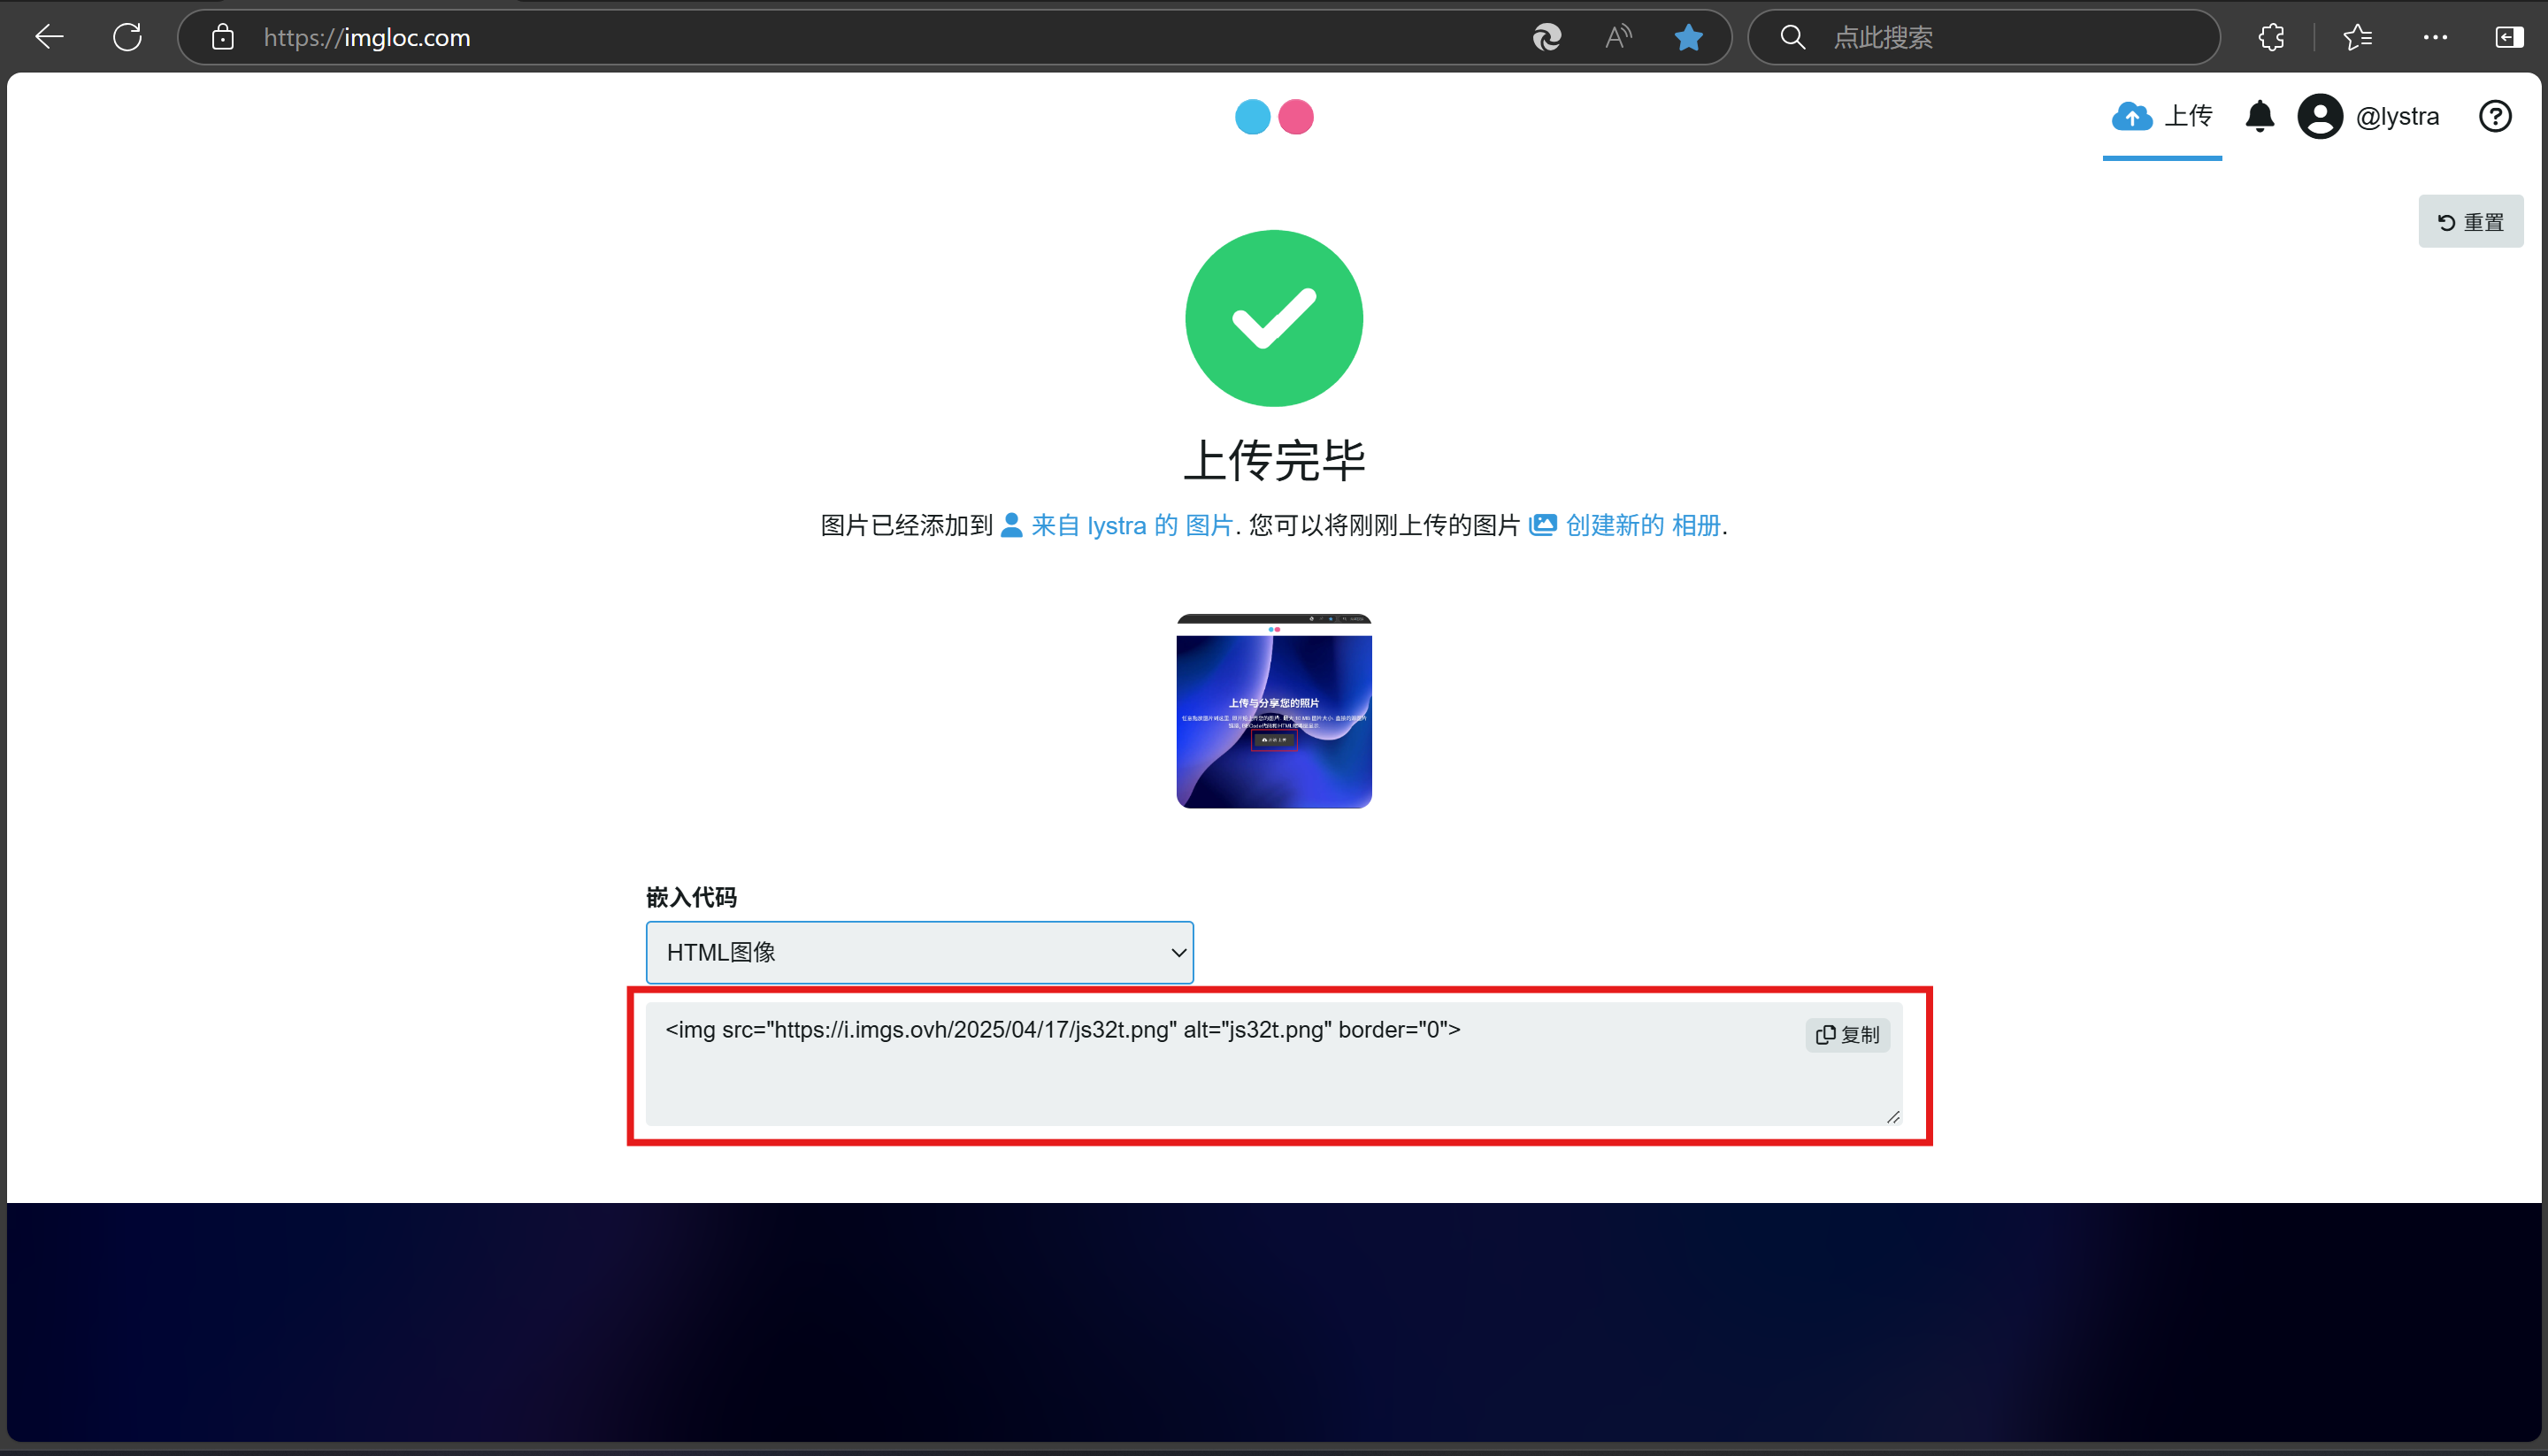 https://imgloc.com
点此搜索
上传
@lystra
重置
上传完毕
图片已经添加到 来自 lystra 的 图片. 您可以将刚刚上传的图片 创建新的 相册.
上传与分享您的照片
嵌入代码
HTML图像
<img src="https://i.imgs.ovh/2025/04/17/js32t.png" alt="js32t.png" border="0">
复制